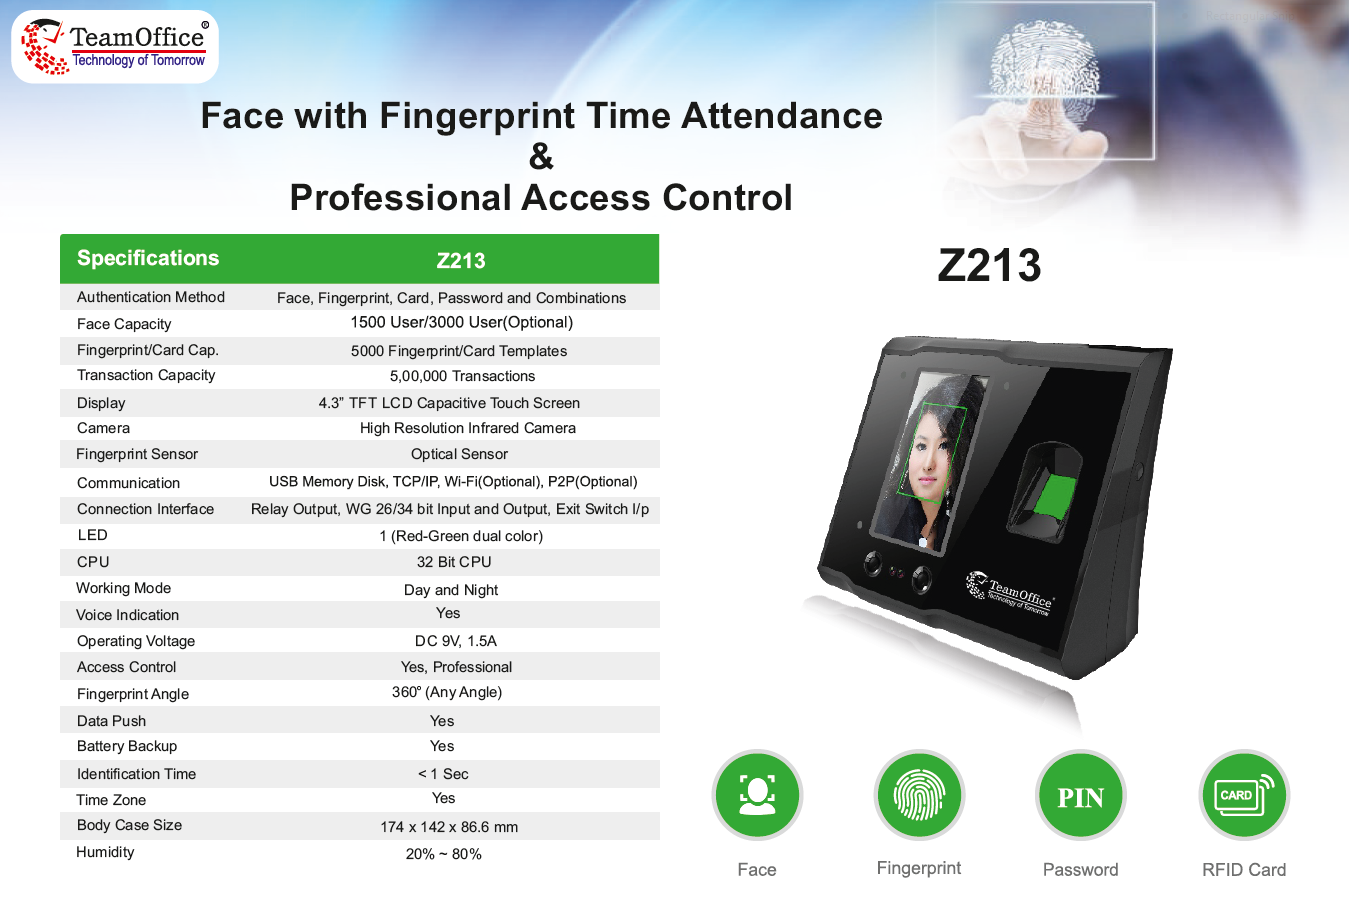 TeamOffice®
Technology of Tomorrow
Face with Fingerprint Time Attendance
&
Professional Access Control
Specifications Z213
Authentication Method Face, Fingerprint, Card, Password and Combinations
Face Capacity 1500 User/3000 User(Optional)
Fingerprint/Card Cap. 5000 Fingerprint/Card Templates
Transaction Capacity 5,00,000 Transactions
Display 4.3” TFT LCD Capacitive Touch Screen
Camera High Resolution Infrared Camera
Fingerprint Sensor Optical Sensor
Communication USB Memory Disk, TCP/IP, Wi-Fi(Optional), P2P(Optional)
Connection Interface Relay Output, WG 26/34 bit Input and Output, Exit Switch I/p
LED 1 (Red-Green dual color)
CPU 32 Bit CPU
Working Mode Day and Night
Voice Indication Yes
Operating Voltage DC 9V, 1.5A
Access Control Yes, Professional
Fingerprint Angle 360° (Any Angle)
Data Push Yes
Battery Backup Yes
Identification Time < 1 Sec
Time Zone Yes
Body Case Size 174 x 142 x 86.6 mm
Humidity 20% ~ 80%
Z213
TeamOffice®
Technology of Tomorrow
PIN
CARD
Face
Fingerprint
Password
RFID Card